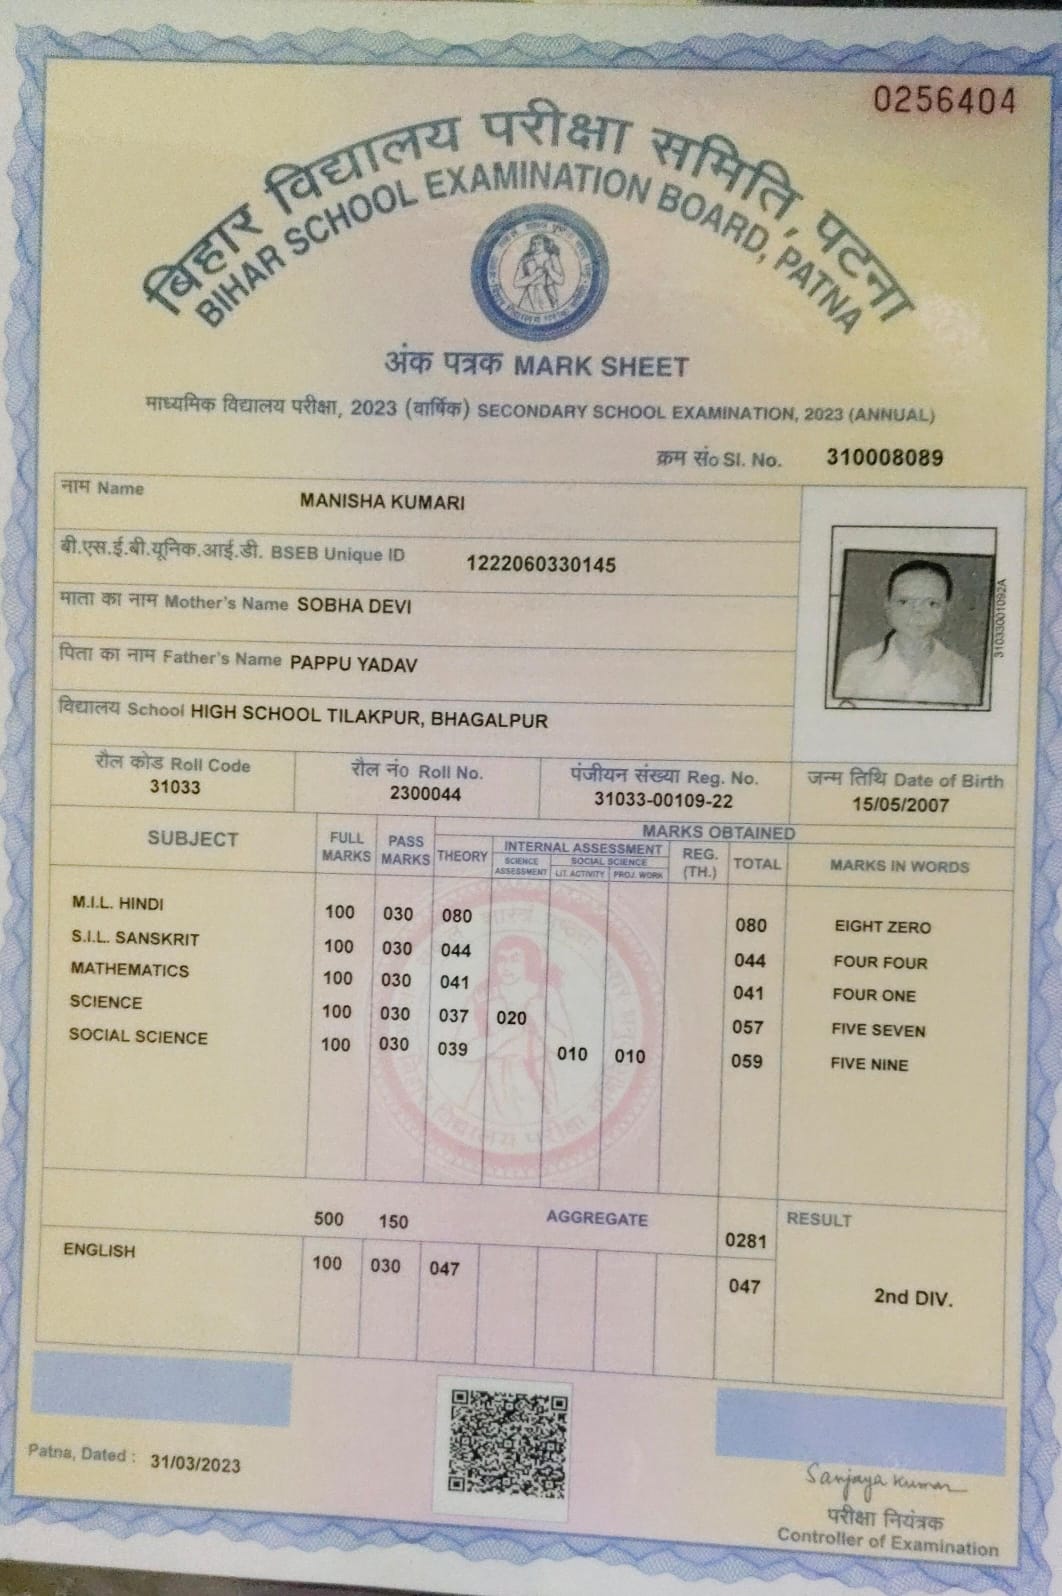 0256404
बिहार विद्यालय परीक्षा समिति, पटना
BIHAR SCHOOL EXAMINATION BOARD, PATNA
अंक पत्रक MARK SHEET
माध्यमिक विद्यालय परीक्षा, 2023 (वार्षिक) SECONDARY SCHOOL EXAMINATION, 2023 (ANNUAL)
क्रम सं० Sl. No. 310008089
नाम Name MANISHA KUMARI
बी.एस.ई.बी.यूनिक.आई.डी. BSEB Unique ID 1222060330145
माता का नाम Mother's Name SOBHA DEVI
पिता का नाम Father's Name PAPPU YADAV
विद्यालय School HIGH SCHOOL TILAKPUR, BHAGALPUR
31033001092A
रौल कोड Roll Code रौल नं० Roll No. पंजीयन संख्या Reg. No. जन्म तिथि Date of Birth
31033 2300044 31033-00109-22 15/05/2007
SUBJECT FULL MARKS PASS MARKS MARKS OBTAINED
THEORY INTERNAL ASSESSMENT REG. (TH.) TOTAL MARKS IN WORDS
SCIENCE ASSESSMENT SOCIAL SCIENCE
LIT. ACTIVITY PROJ. WORK
M.I.L. HINDI 100 030 080 080 EIGHT ZERO
S.I.L. SANSKRIT 100 030 044 044 FOUR FOUR
MATHEMATICS 100 030 041 041 FOUR ONE
SCIENCE 100 030 037 020 057 FIVE SEVEN
SOCIAL SCIENCE 100 030 039 010 010 059 FIVE NINE
500 150 AGGREGATE 0281 RESULT
ENGLISH 100 030 047 047 2nd DIV.
Patna, Dated : 31/03/2023
Sanjaya Kumar
परीक्षा नियंत्रक
Controller of Examination